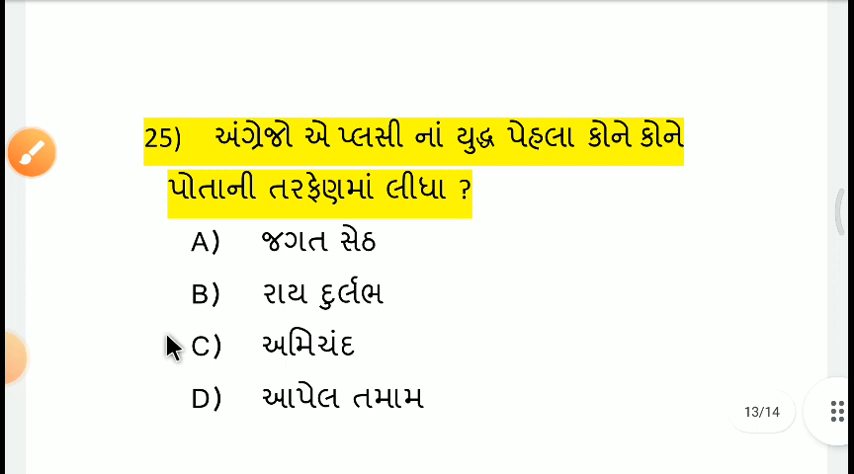 25) અંગ્રેજો એ પ્લસી નાં યુદ્ધ પેહલા કોને કોને
પોતાની તરફેણમાં લીધા ?
A) જગત સેઠ
B) રાય દુર્લભ
C) અમિચંદ
D) આપેલ તમામ
13/14